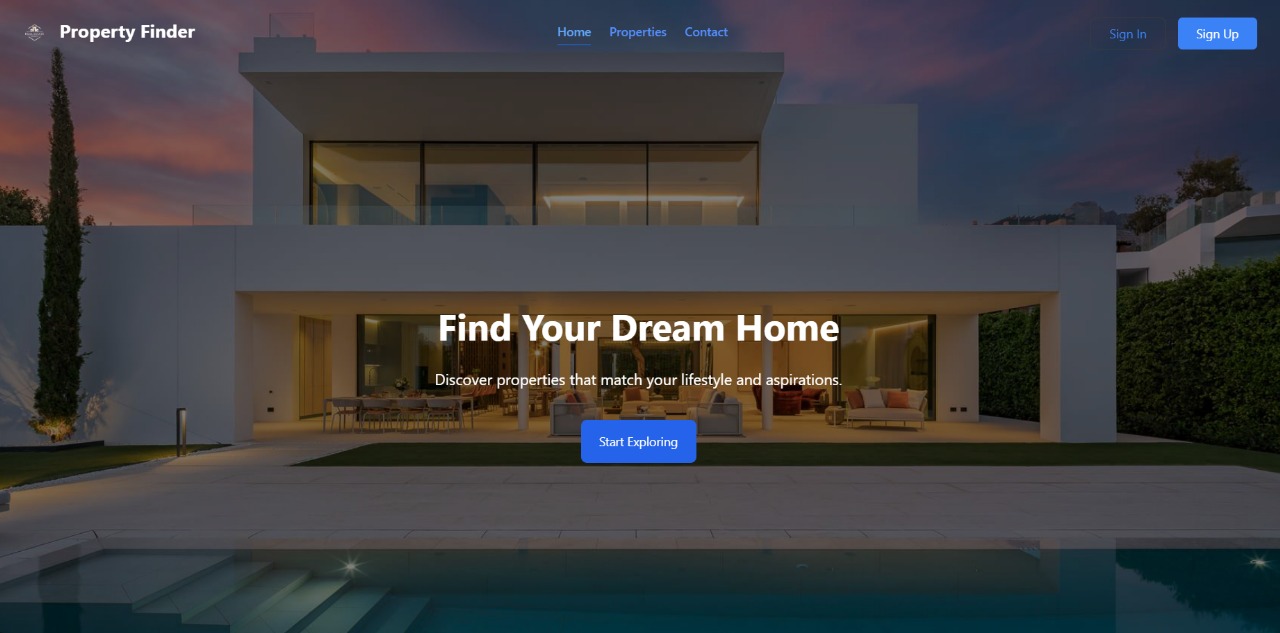 Property Finder
Home Properties Contact
Sign In Sign Up
Find Your Dream Home
Discover properties that match your lifestyle and aspirations.
Start Exploring